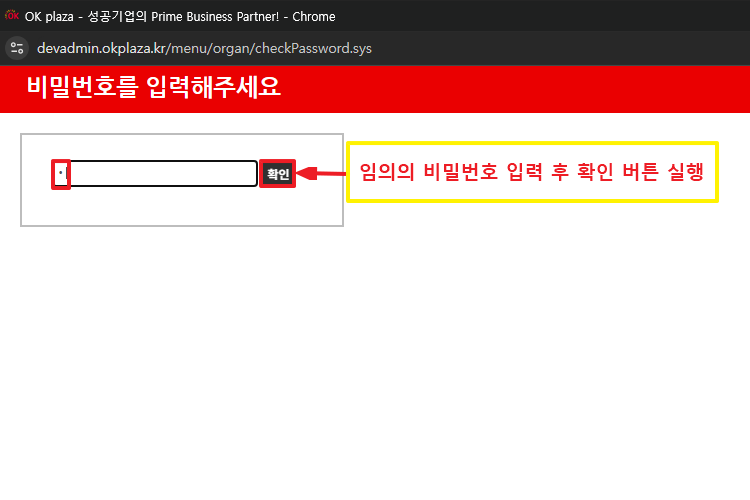 OK plaza - 성공기업의 Prime Business Partner! - Chrome
devadmin.okplaza.kr/menu/organ/checkPassword.sys
비밀번호를 입력해주세요
확인
임의의 비밀번호 입력 후 확인 버튼 실행